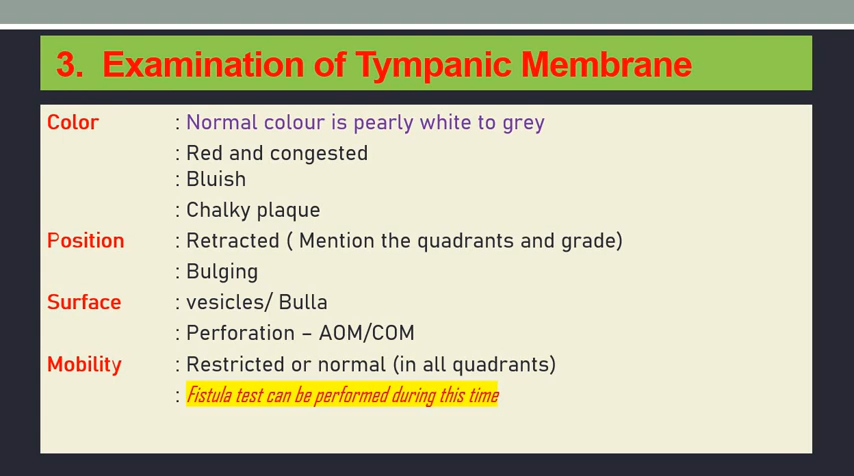 3. Examination of Tympanic Membrane
Color : Normal colour is pearly white to grey
: Red and congested
: Bluish
: Chalky plaque
Position : Retracted ( Mention the quadrants and grade)
: Bulging
Surface : vesicles/ Bulla
: Perforation – AOM/COM
Mobility : Restricted or normal (in all quadrants)
: Fistula test can be performed during this time